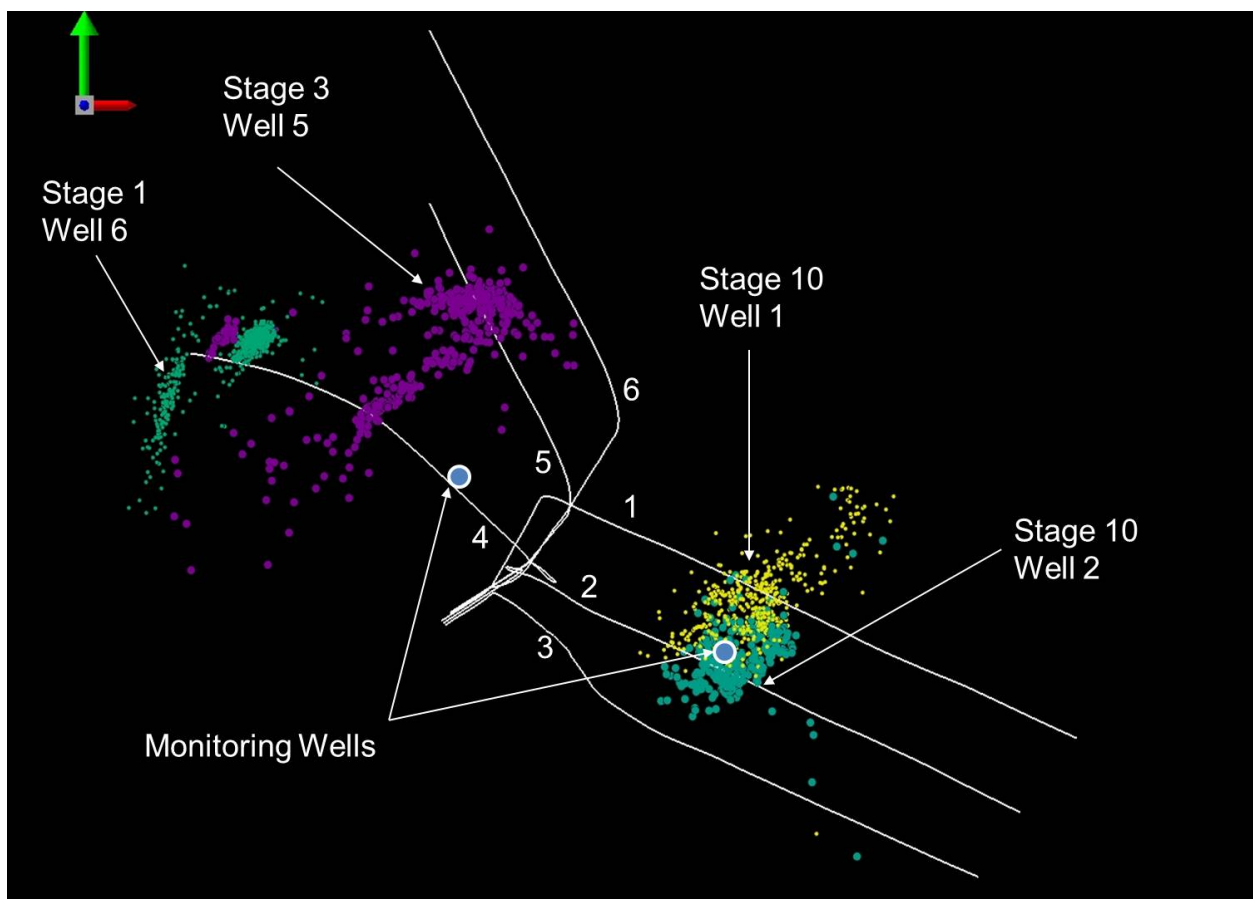 Stage 3
Well 5
Stage 1
Well 6
Stage 10
Well 1
6
5
1
Stage 10
Well 2
4
2
3
Monitoring Wells